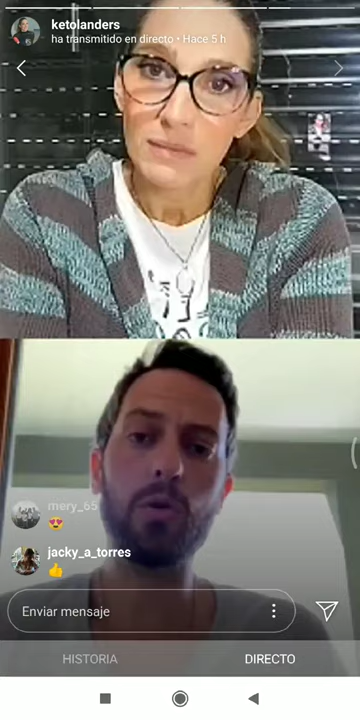 ketolanders
ha transmitido en directo • Hace 5 h
mery_65
😍
jacky_a_torres
👍
Enviar mensaje
HISTORIA
DIRECTO